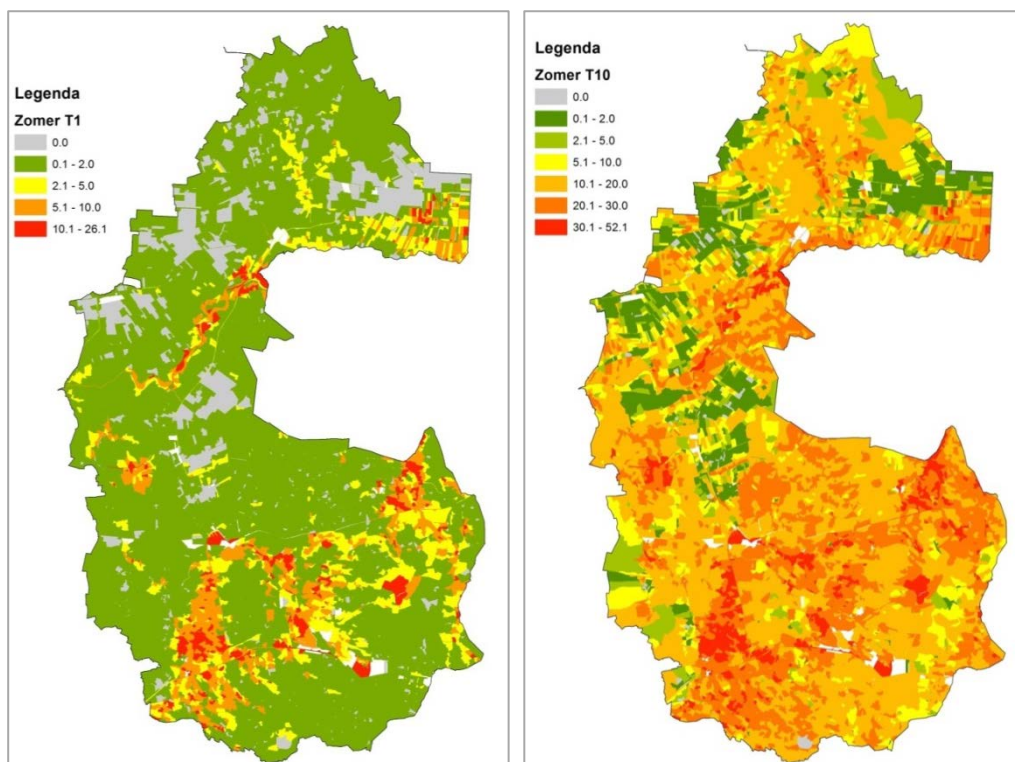 Legenda
Zomer T1
0.0
0.1 - 2.0
2.1 - 5.0
5.1 - 10.0
10.1 - 26.1
Legenda
Zomer T10
0.0
0.1 - 2.0
2.1 - 5.0
5.1 - 10.0
10.1 - 20.0
20.1 - 30.0
30.1 - 52.1